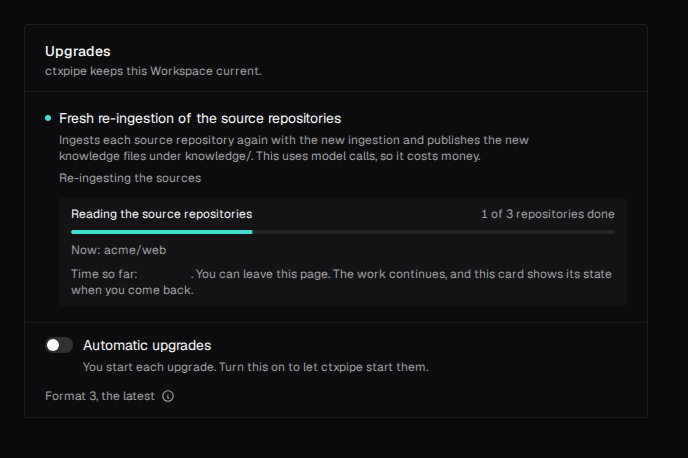 Upgrades
ctxpipe keeps this Workspace current.
Fresh re-ingestion of the source repositories
Ingests each source repository again with the new ingestion and publishes the new
knowledge files under knowledge/. This uses model calls, so it costs money.
Re-ingesting the sources
Reading the source repositories 1 of 3 repositories done
Now: acme/web
Time so far: . You can leave this page. The work continues, and this card shows its state
when you come back.
Automatic upgrades
You start each upgrade. Turn this on to let ctxpipe start them.
Format 3, the latest